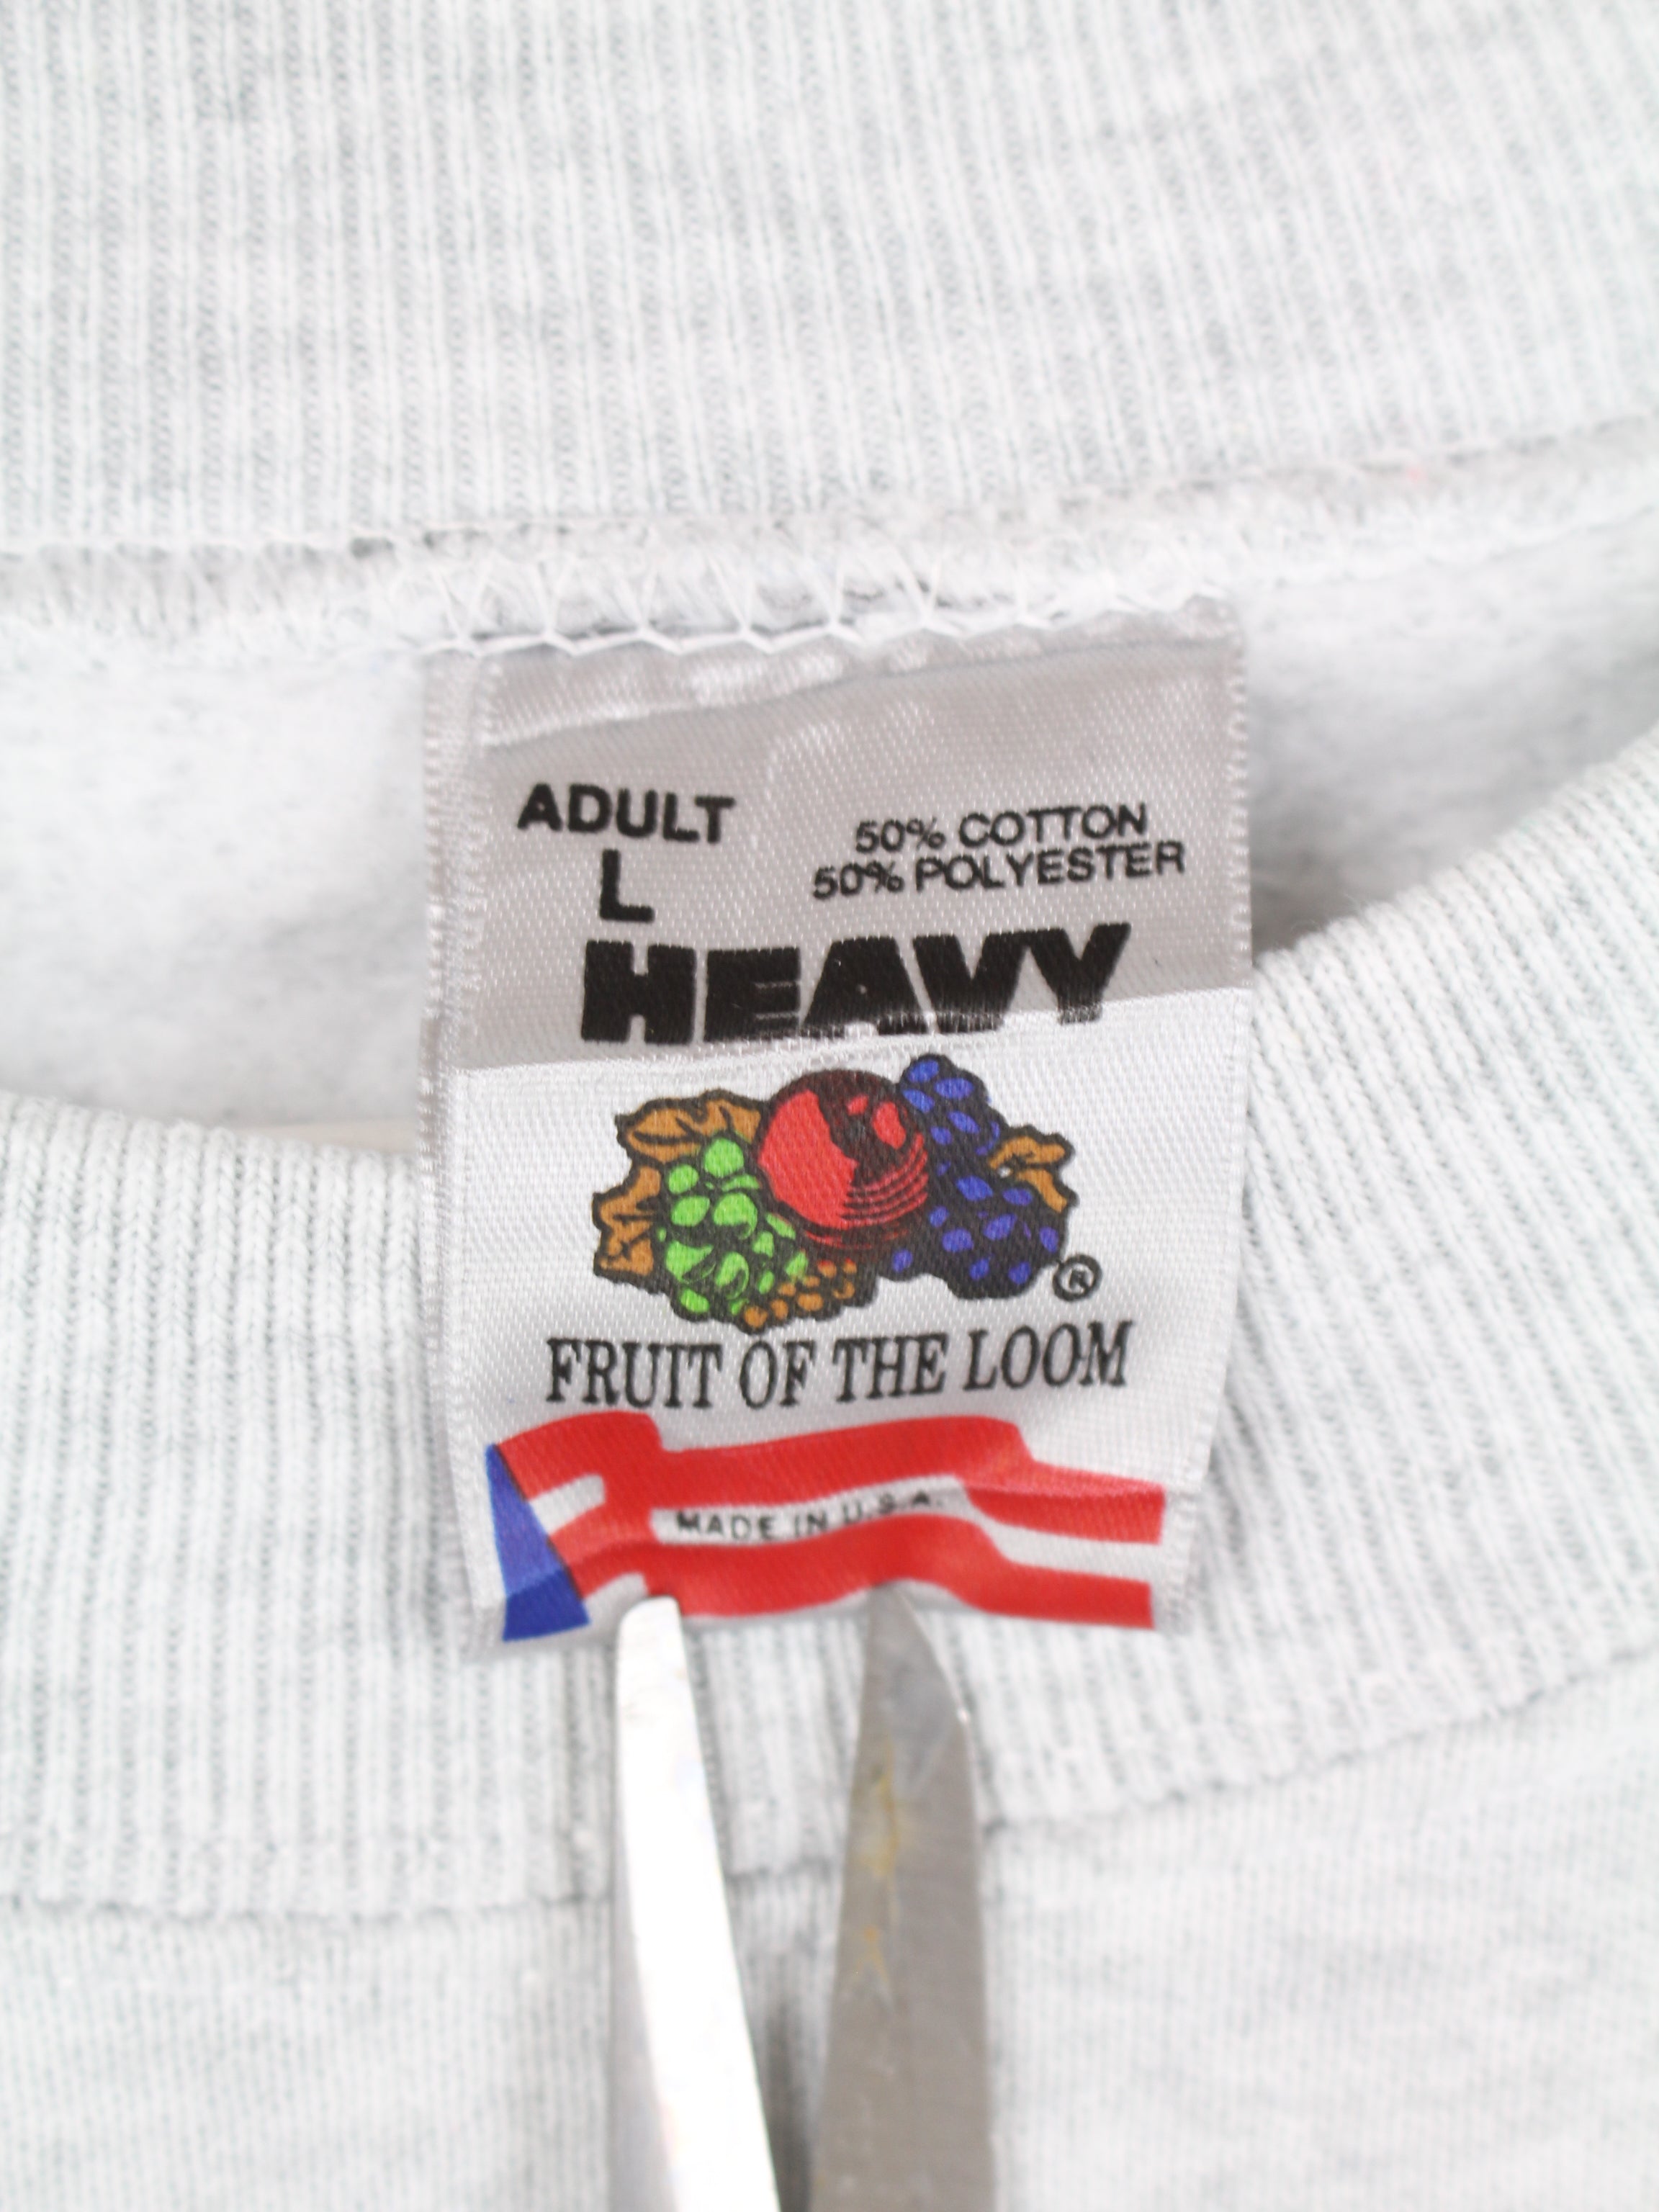 ADULT
L
50% COTTON
50% POLYESTER
HEAVY
®
FRUIT OF THE LOOM
MADE IN U.S.A.